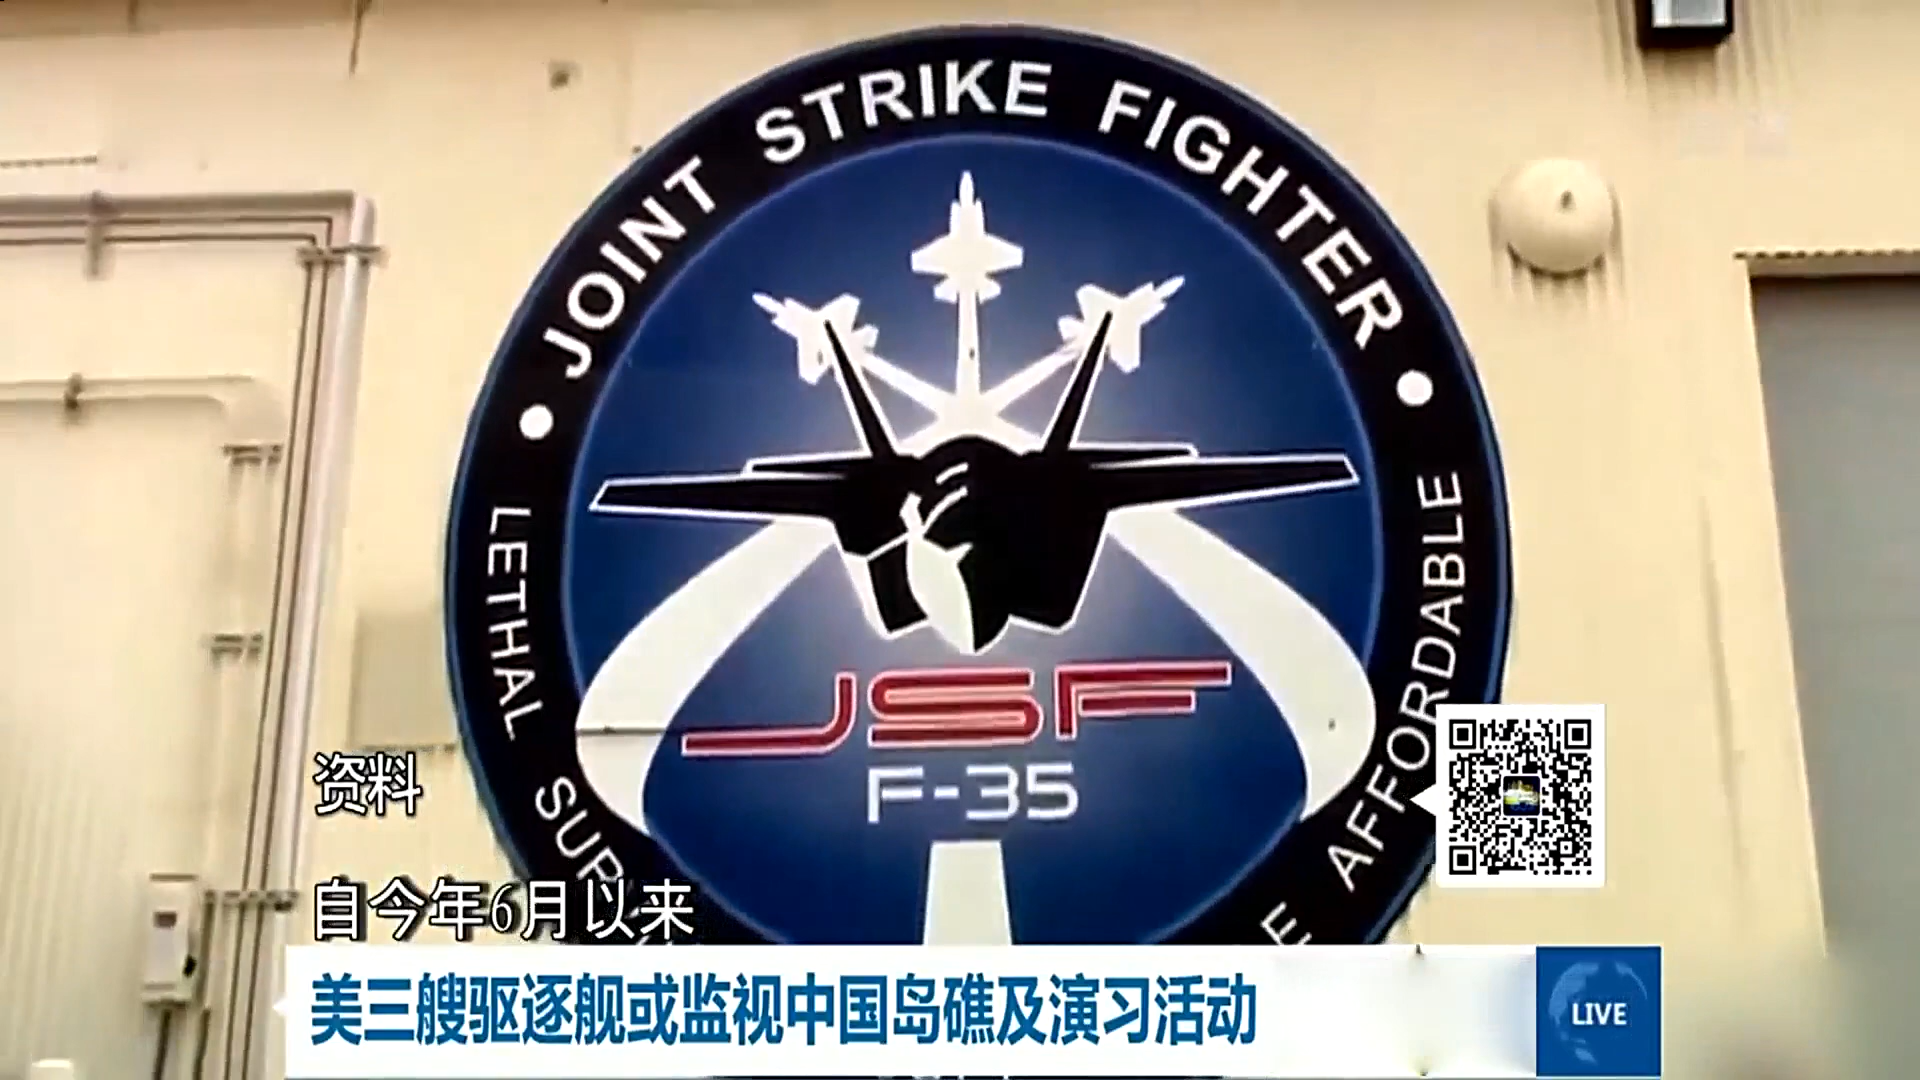 JOINT STRIKE FIGHTER
LETHAL
AFFORDABLE
JSF
F-35
资料
自今年6月以来
美三艘驱逐舰或监视中国岛礁及演习活动
LIVE